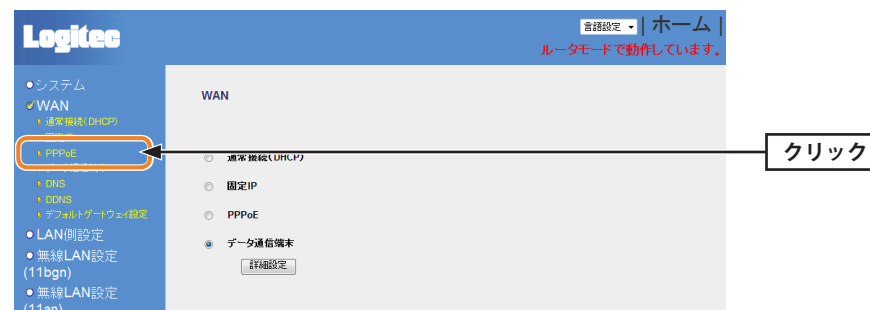 Logitec
言語設定
|ホーム|
ルータモードで動作しています。
システム
WAN
通常接続(DHCP)
PPPoE
DNS
DDNS
デフォルトゲートウェイ設定
LAN側設定
無線LAN設定
(11bgn)
無線LAN設定
(11an)
WAN
通常接続(DHCP)
固定IP
PPPoE
データ通信端末
詳細設定
クリック